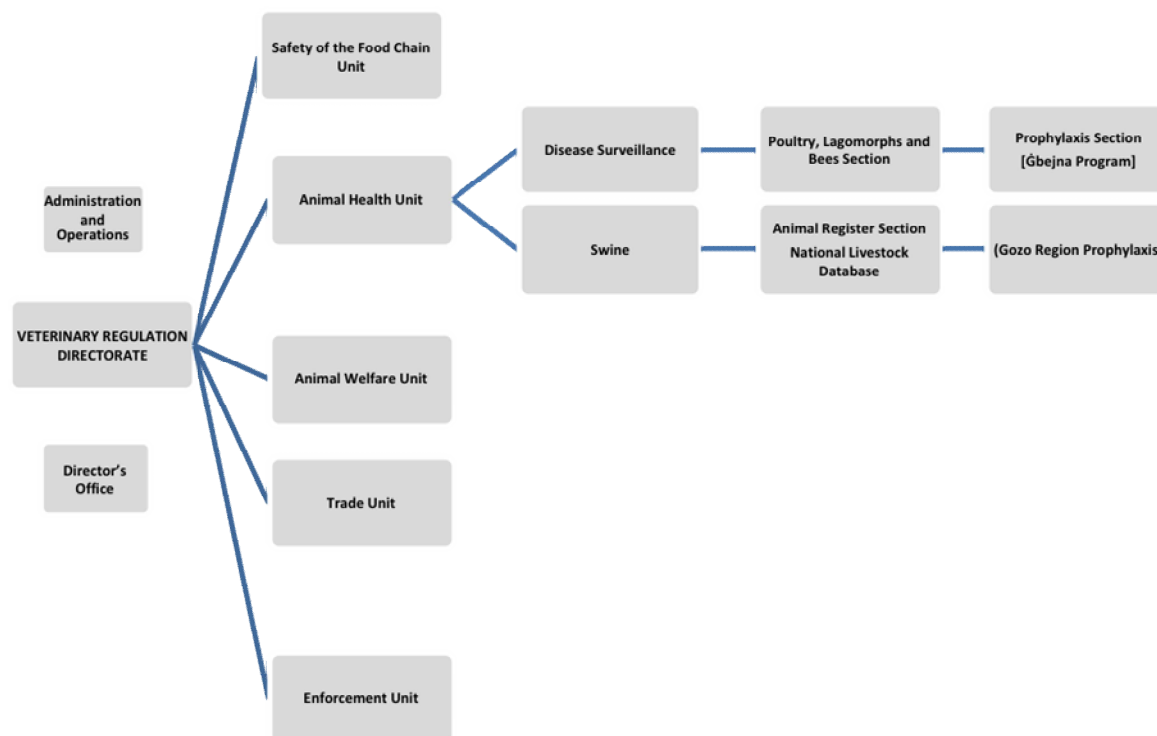 Safety of the Food Chain
Unit
Disease Surveillance
Poultry, Lagomorphs and
Bees Section
Prophylaxis Section
[Ġbejna Program]
Animal Health Unit
Administration
and
Operations
Swine
Animal Register Section
National Livestock
Database
(Gozo Region Prophylaxis
VETERINARY REGULATION
DIRECTORATE
Animal Welfare Unit
Director's
Office
Trade Unit
Enforcement Unit